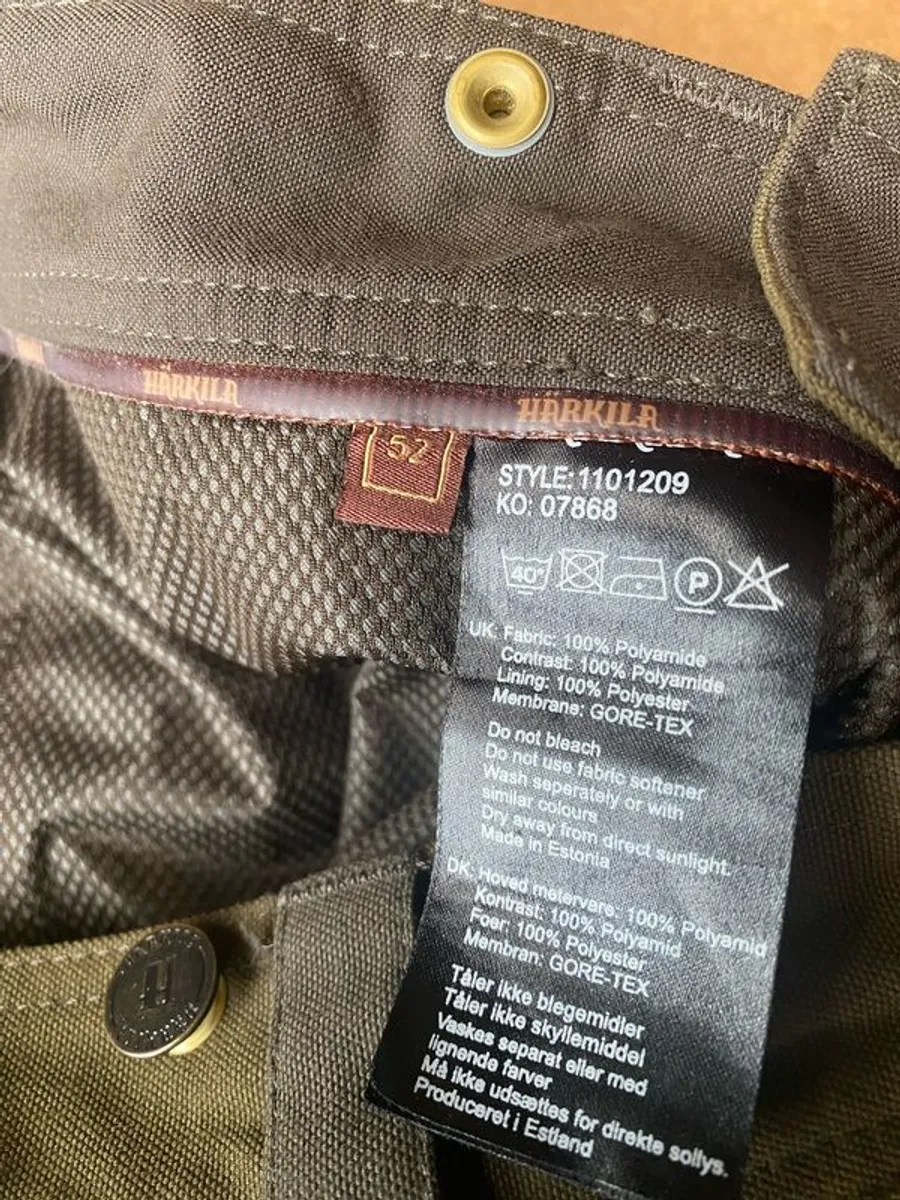 HÄRKILA
HÄRKILA
52
STYLE: 1101209
KO: 07868
40°
P
UK: Fabric: 100% Polyamide
Contrast: 100% Polyamide
Lining: 100% Polyester
Membrane: GORE-TEX
Do not bleach
Do not use fabric softener
Wash seperately or with
similar colours
Dry away from direct sunlight.
Made in Estonia
DK: Hoved metervare: 100% Polyamid
Kontrast: 100% Polyamid
Foer: 100% Polyester
Membran: GORE-TEX
Tåler ikke blegemidler
Tåler ikke skyllemiddel
Vaskes separat eller med
lignende farver
Må ikke udsættes for direkte sollys.
Produceret i Estland